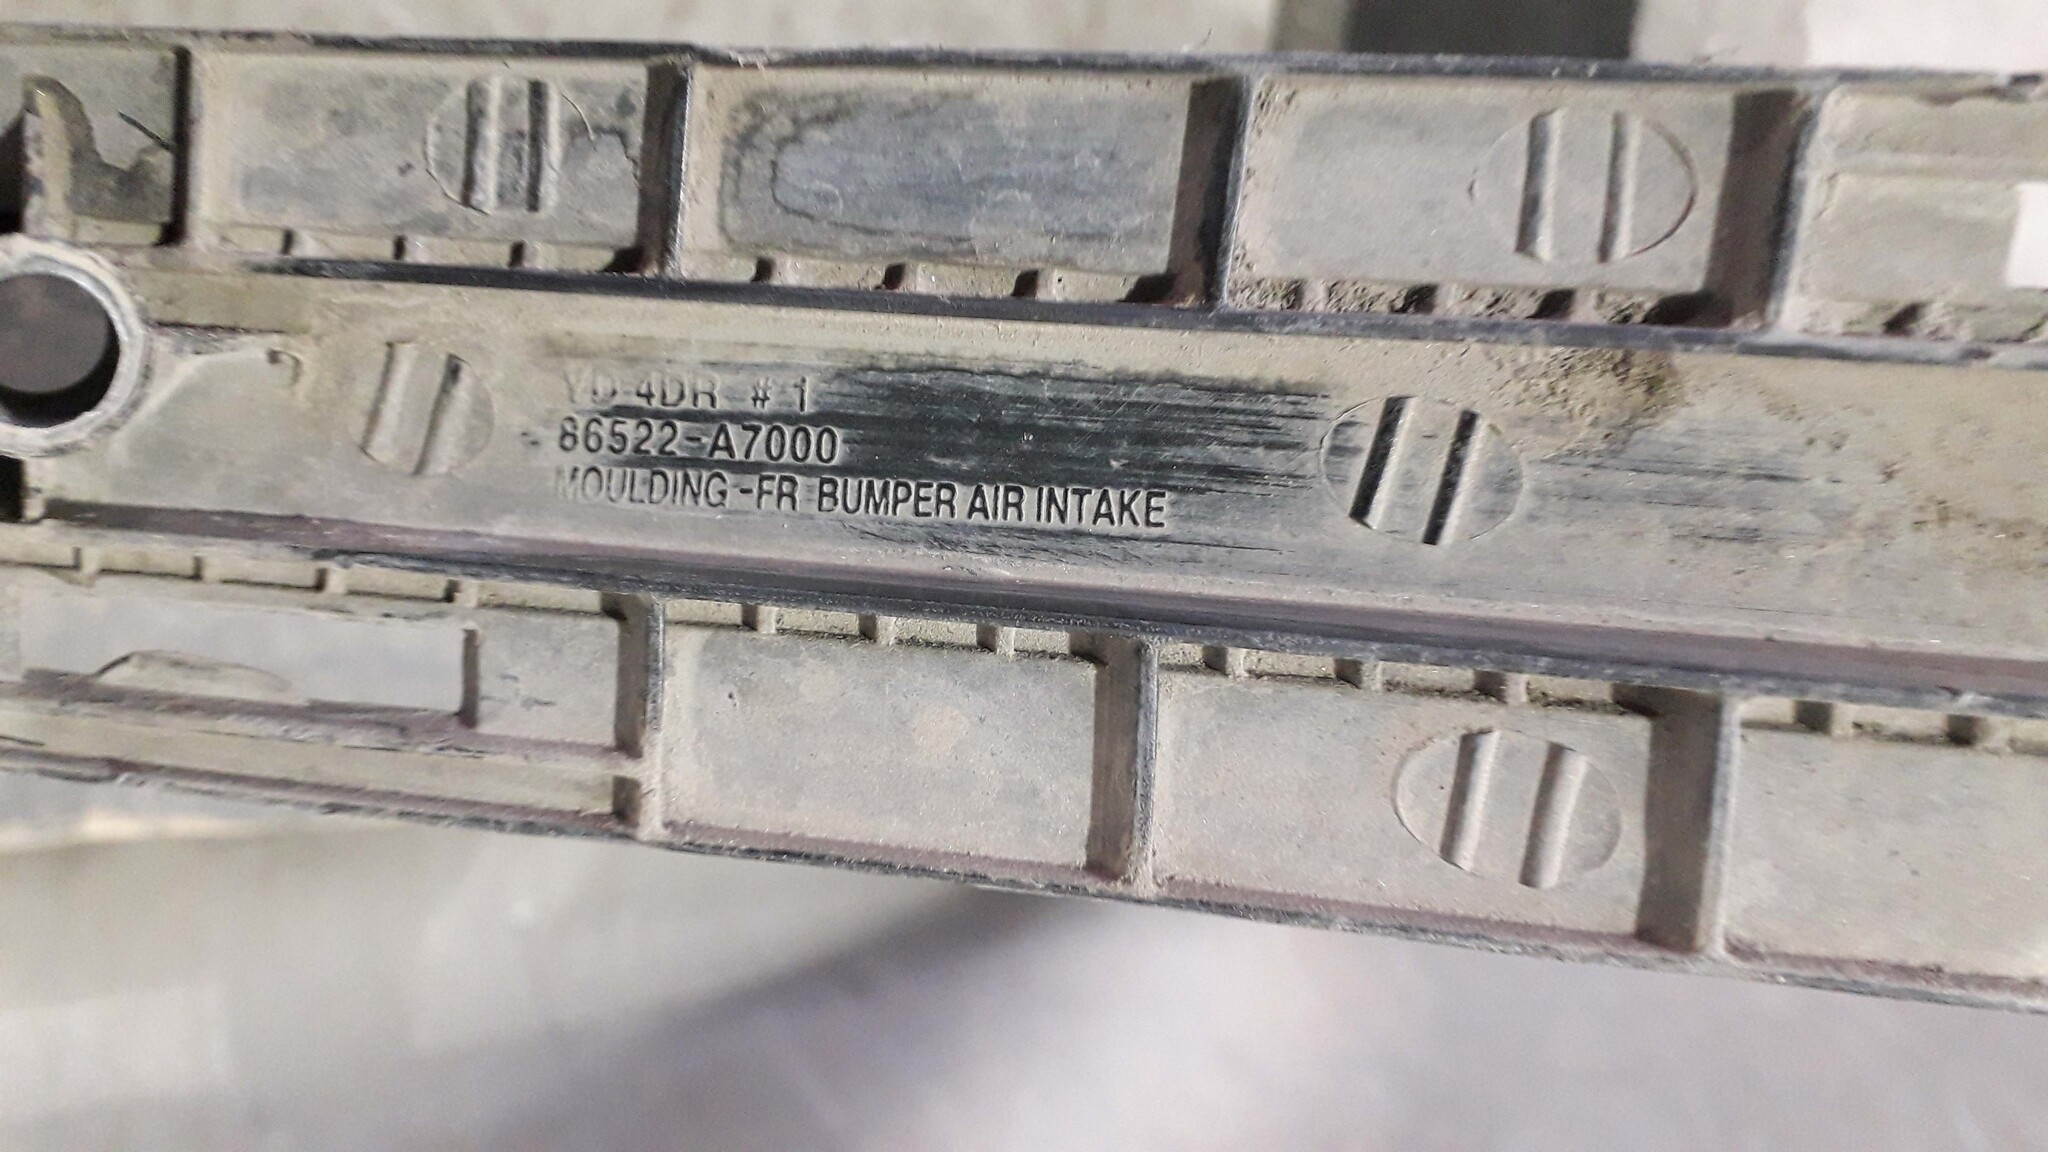 YD 4DR # 1
86522-A7000
MOULDING -FR BUMPER AIR INTAKE